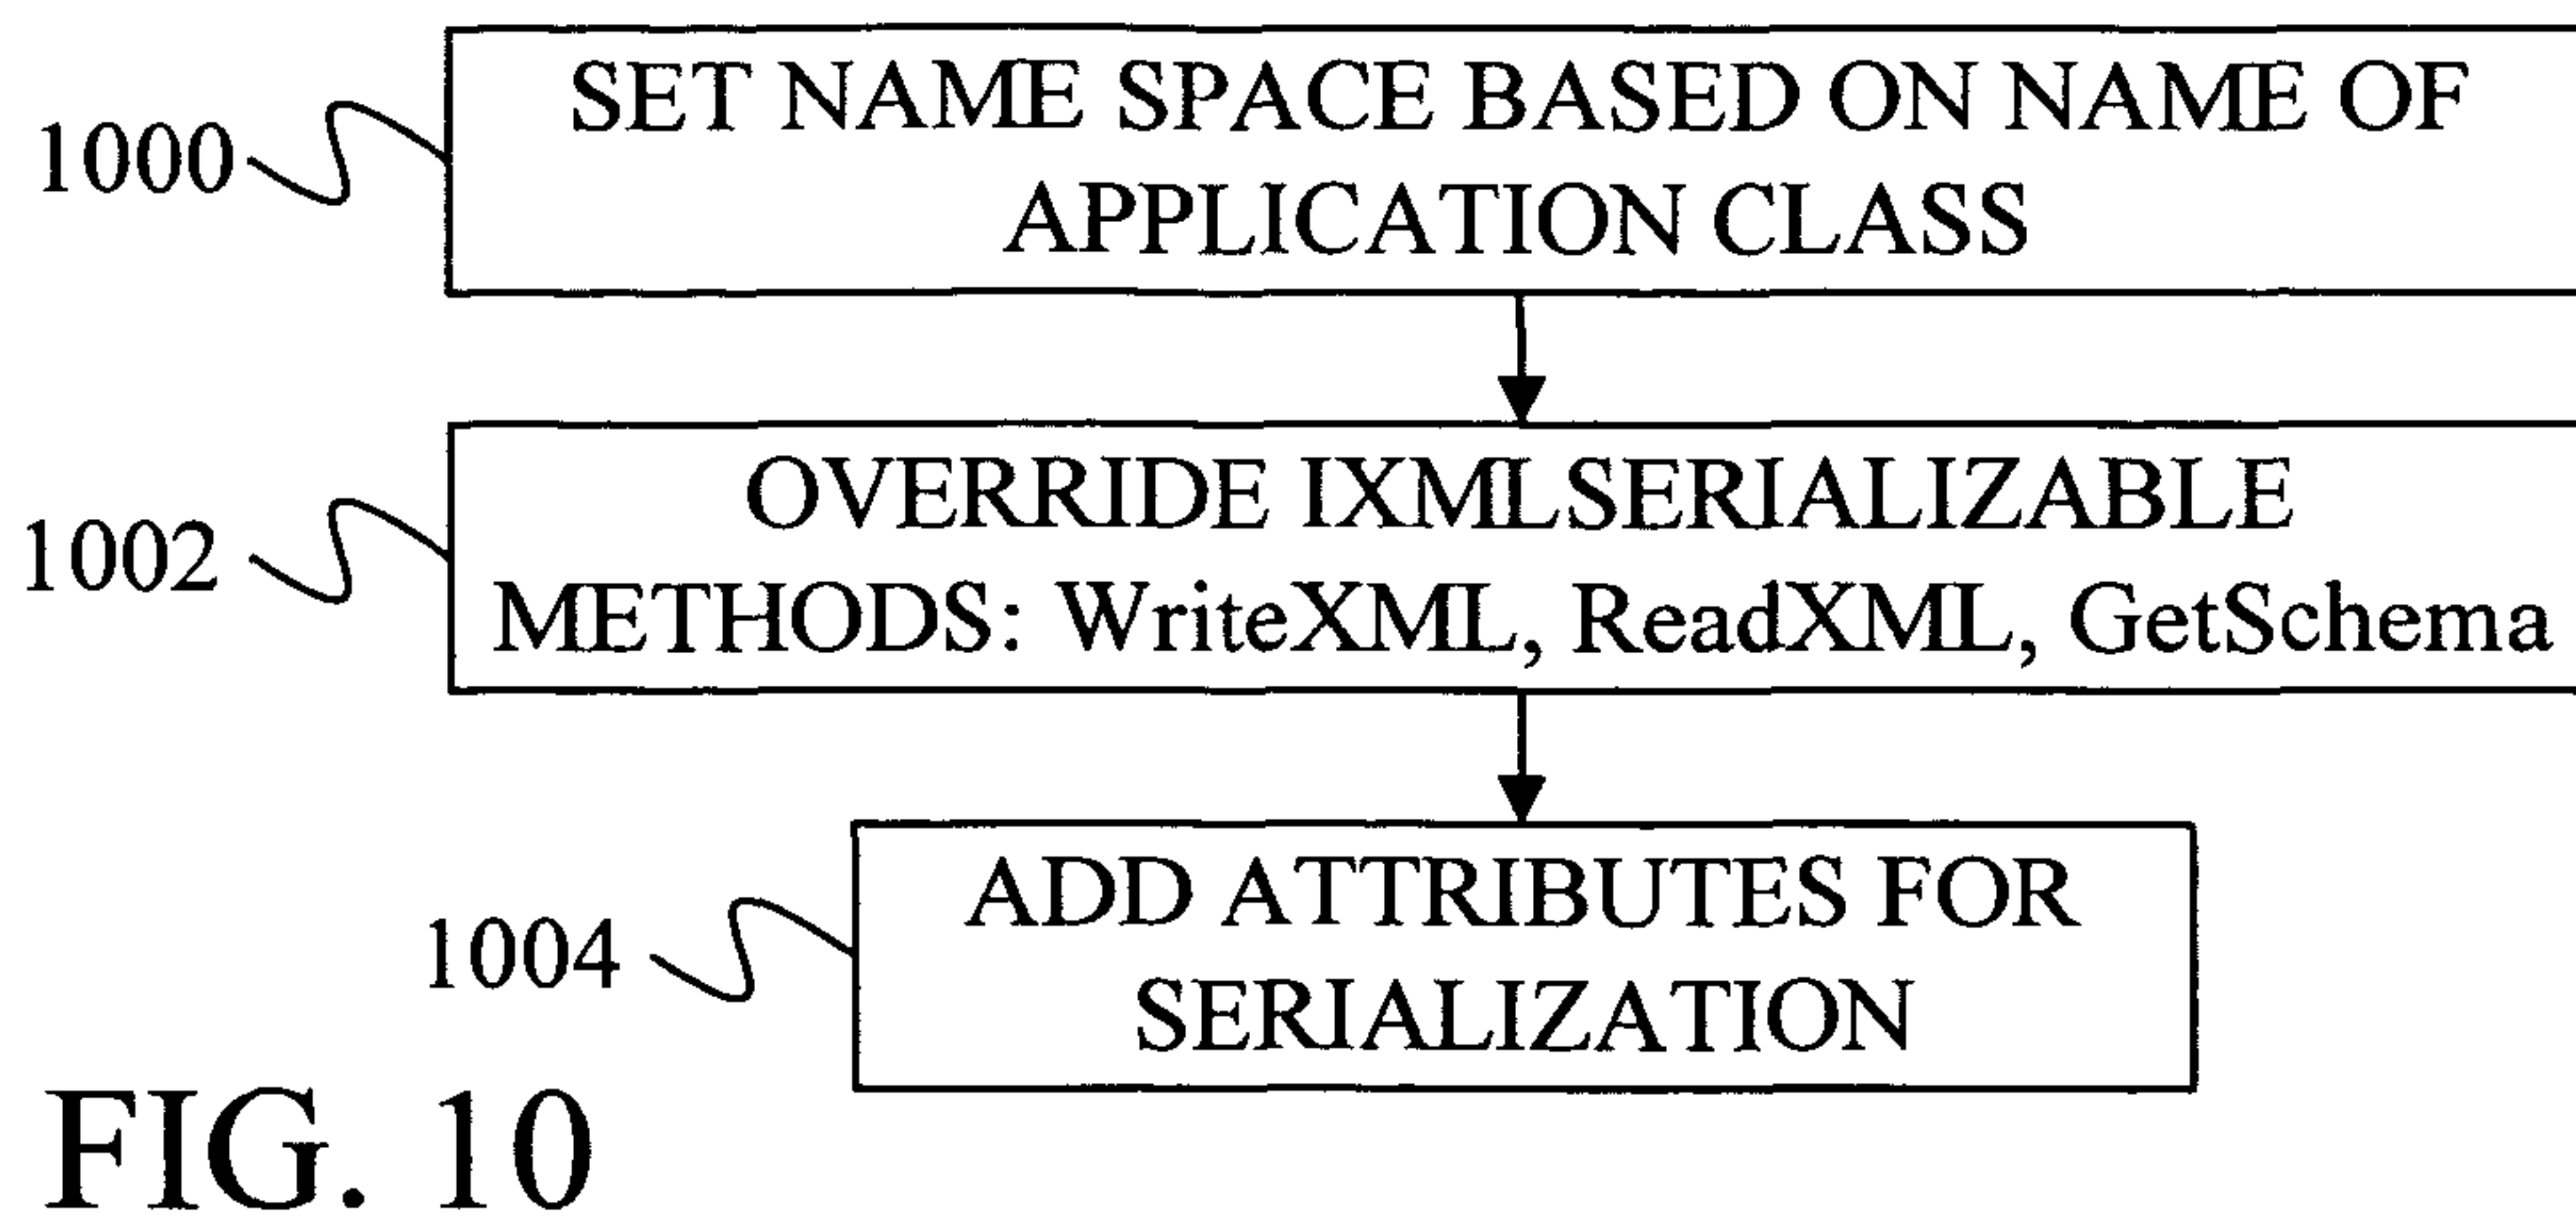 SET NAME SPACE BASED ON NAME OF
1000
APPLICATION CLASS
OVERRIDE IXMLSERIALIZABLE
1002
METHODS: WriteXML, ReadXML, GetSchema
ADD ATTRIBUTES FOR
1004
SERIALIZATION
FIG. 10